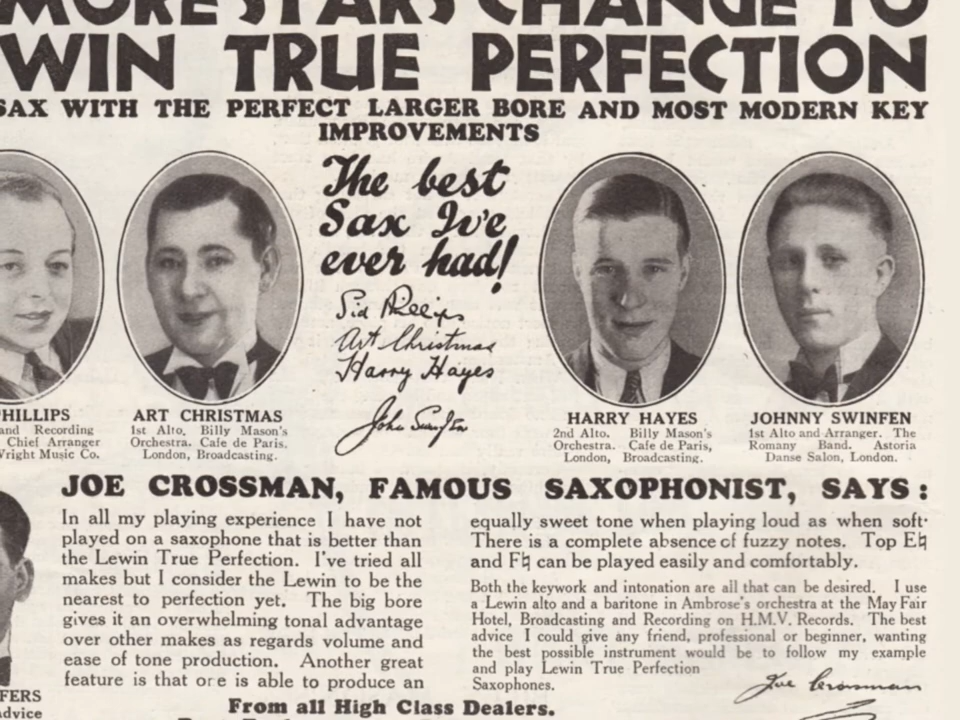 MORE STARS CHANGE TO
WIN TRUE PERFECTION
SAX WITH THE PERFECT LARGER BORE AND MOST MODERN KEY
IMPROVEMENTS
The best
Sax I've
ever had!
Sid Phillips
Art Christmas
Harry Hayes
John Swinfen
PHILLIPS
and Recording
Chief Arranger
Wright Music Co.
ART CHRISTMAS
1st Alto. Billy Mason's
Orchestra. Cafe de Paris.
London, Broadcasting.
HARRY HAYES
2nd Alto. Billy Mason's
Orchestra. Cafe de Paris,
London, Broadcasting.
JOHNNY SWINFEN
1st Alto and Arranger. The
Romany Band. Astoria
Danse Salon, London.
JOE CROSSMAN, FAMOUS SAXOPHONIST, SAYS :
In all my playing experience I have not
played on a saxophone that is better than
the Lewin True Perfection. I've tried all
makes but I consider the Lewin to be the
nearest to perfection yet. The big bore
gives it an overwhelming tonal advantage
over other makes as regards volume and
ease of tone production. Another great
feature is that one is able to produce an
equally sweet tone when playing loud as when soft·
There is a complete absence of fuzzy notes. Top E♮
and F♮ can be played easily and comfortably.
Both the keywork and intonation are all that can be desired. I use
a Lewin alto and a baritone in Ambrose's orchestra at the May Fair
Hotel, Broadcasting and Recording on H.M.V. Records. The best
advice I could give any friend, professional or beginner, wanting
the best possible instrument would be to follow my example
and play Lewin True Perfection
Saxophones.
Joe Crossman
FERS
advice
From all High Class Dealers.